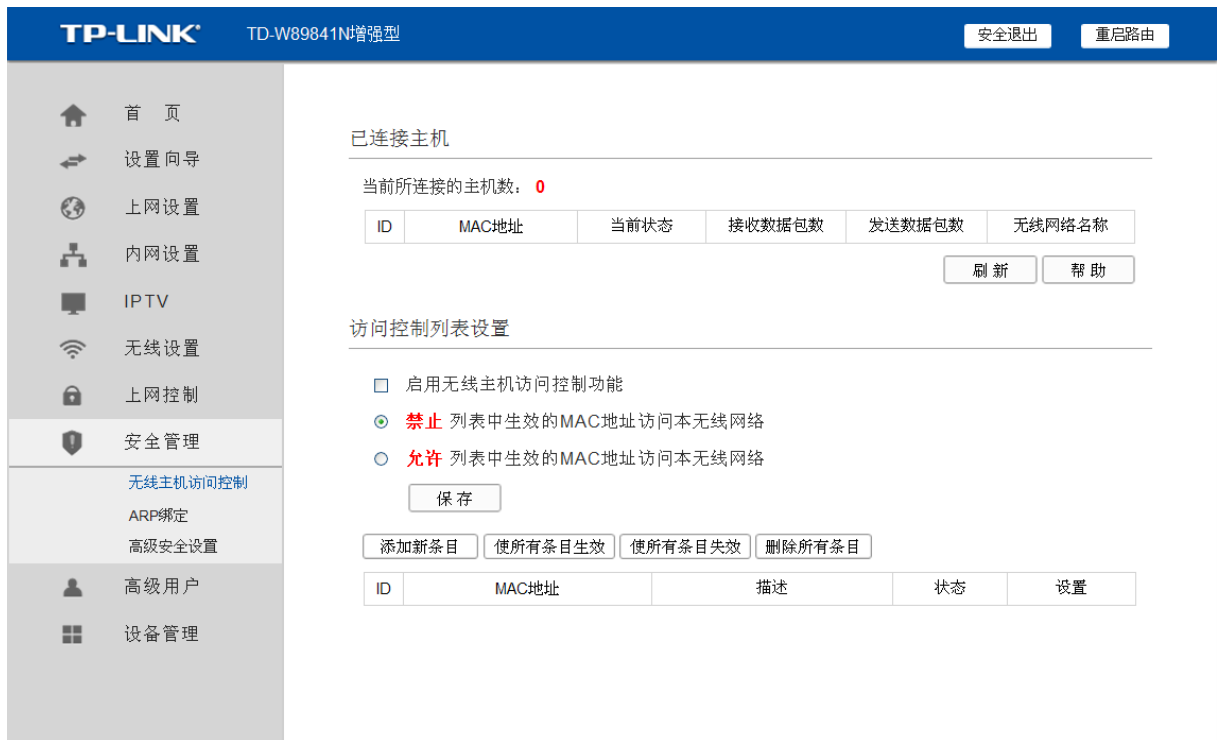 TP-LINK® TD-W89841N增强型 安全退出 重启路由
首 页
设置向导
上网设置
内网设置
IPTV
无线设置
上网控制
安全管理
无线主机访问控制
ARP绑定
高级安全设置
高级用户
设备管理
已连接主机
当前所连接的主机数： 0
ID MAC地址 当前状态 接收数据包数 发送数据包数 无线网络名称
刷 新 帮 助
访问控制列表设置
启用无线主机访问控制功能
禁止 列表中生效的MAC地址访问本无线网络
允许 列表中生效的MAC地址访问本无线网络
保 存
添加新条目 使所有条目生效 使所有条目失效 删除所有条目
ID MAC地址 描述 状态 设置